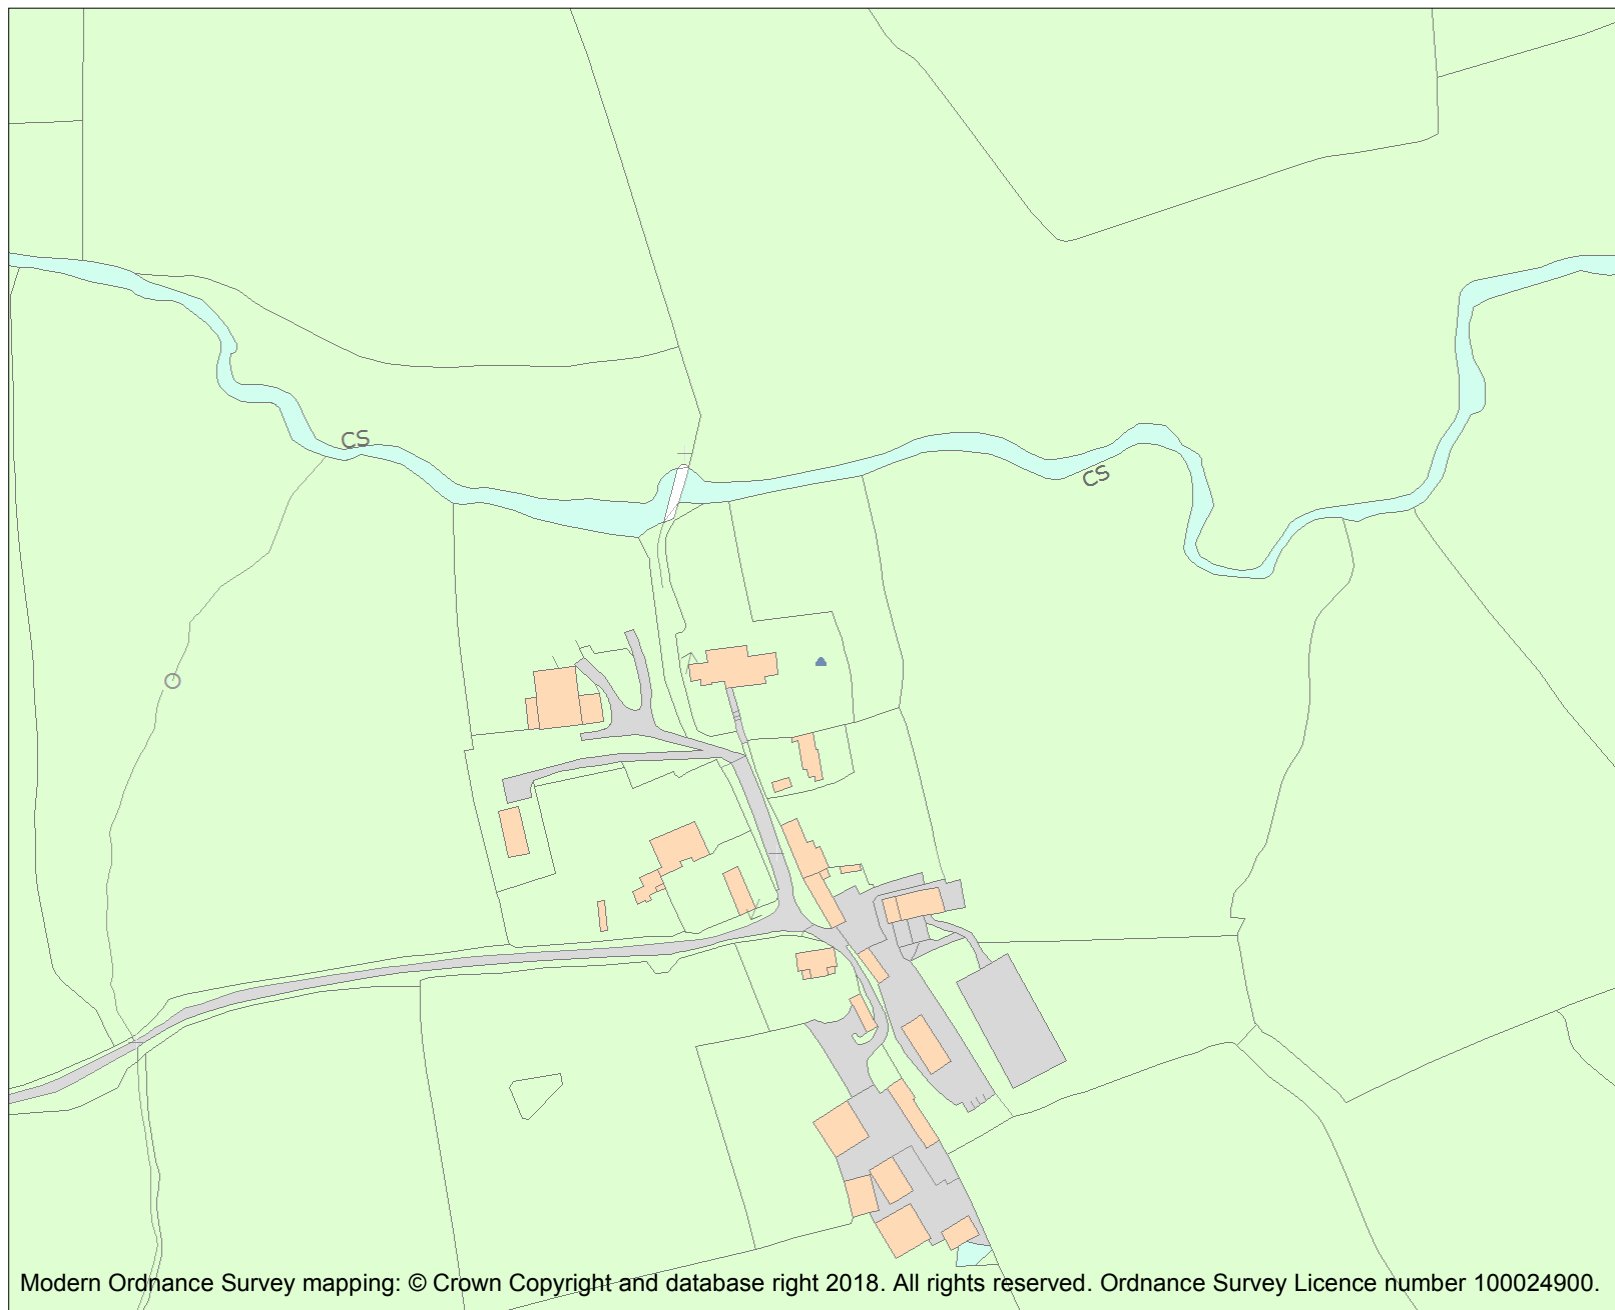 CS
CS
Modern Ordnance Survey mapping: © Crown Copyright and database right 2018. All rights reserved. Ordnance Survey Licence number 100024900.